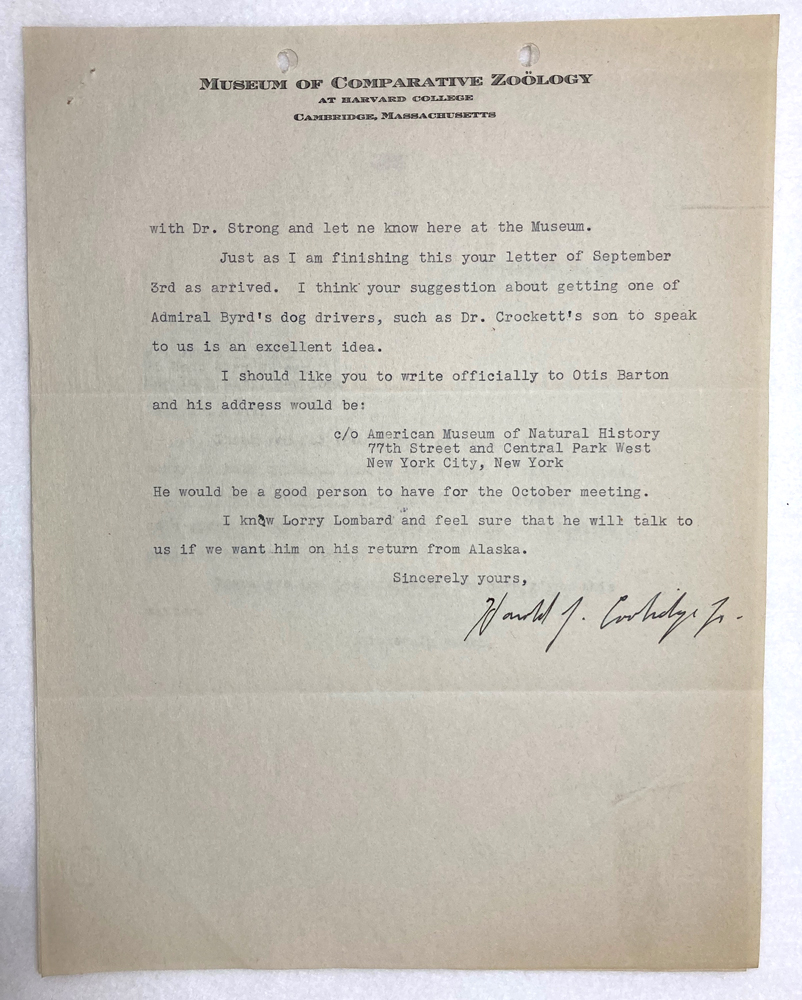 MUSEUM OF COMPARATIVE ZOÖLOGY
AT HARVARD COLLEGE
CAMBRIDGE, MASSACHUSETTS
with Dr. Strong and let ne know here at the Museum.
Just as I am finishing this your letter of September
3rd as arrived. I think your suggestion about getting one of
Admiral Byrd's dog drivers, such as Dr. Crockett's son to speak
to us is an excellent idea.
I should like you to write officially to Otis Barton
and his address would be:
c/o American Museum of Natural History
77th Street and Central Park West
New York City, New York
He would be a good person to have for the October meeting.
I know Lorry Lombard and feel sure that he will talk to
us if we want him on his return from Alaska.
Sincerely yours,
Harold J. Coolidge Jr.